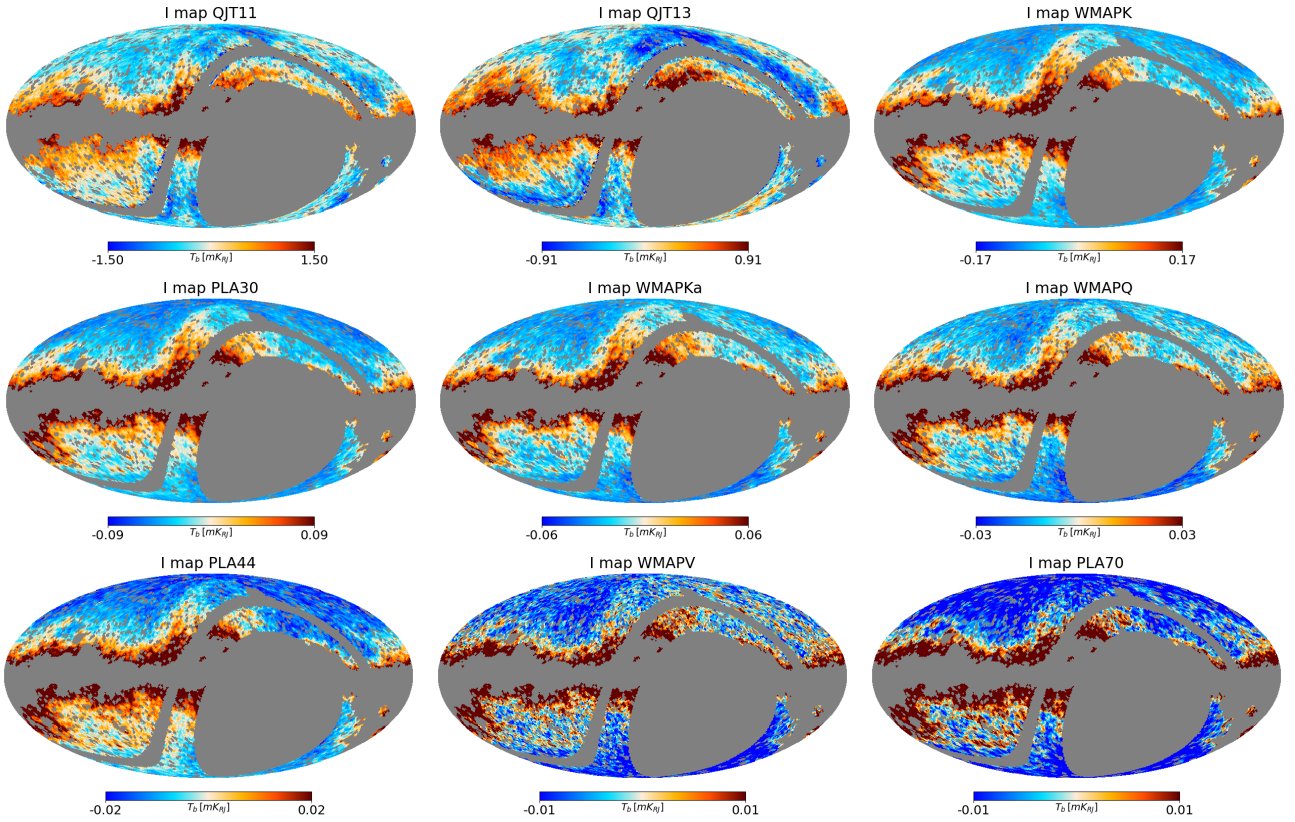 I map QJT11
I map QJT13
I map WMAPK
-1.50 T_b [mK_RJ] 1.50
-0.91 T_b [mK_RJ] 0.91
-0.17 T_b [mK_RJ] 0.17
I map PLA30
I map WMAPKa
I map WMAPQ
-0.09 T_b [mK_RJ] 0.09
-0.06 T_b [mK_RJ] 0.06
-0.03 T_b [mK_RJ] 0.03
I map PLA44
I map WMAPV
I map PLA70
-0.02 T_b [mK_RJ] 0.02
-0.01 T_b [mK_RJ] 0.01
-0.01 T_b [mK_RJ] 0.01